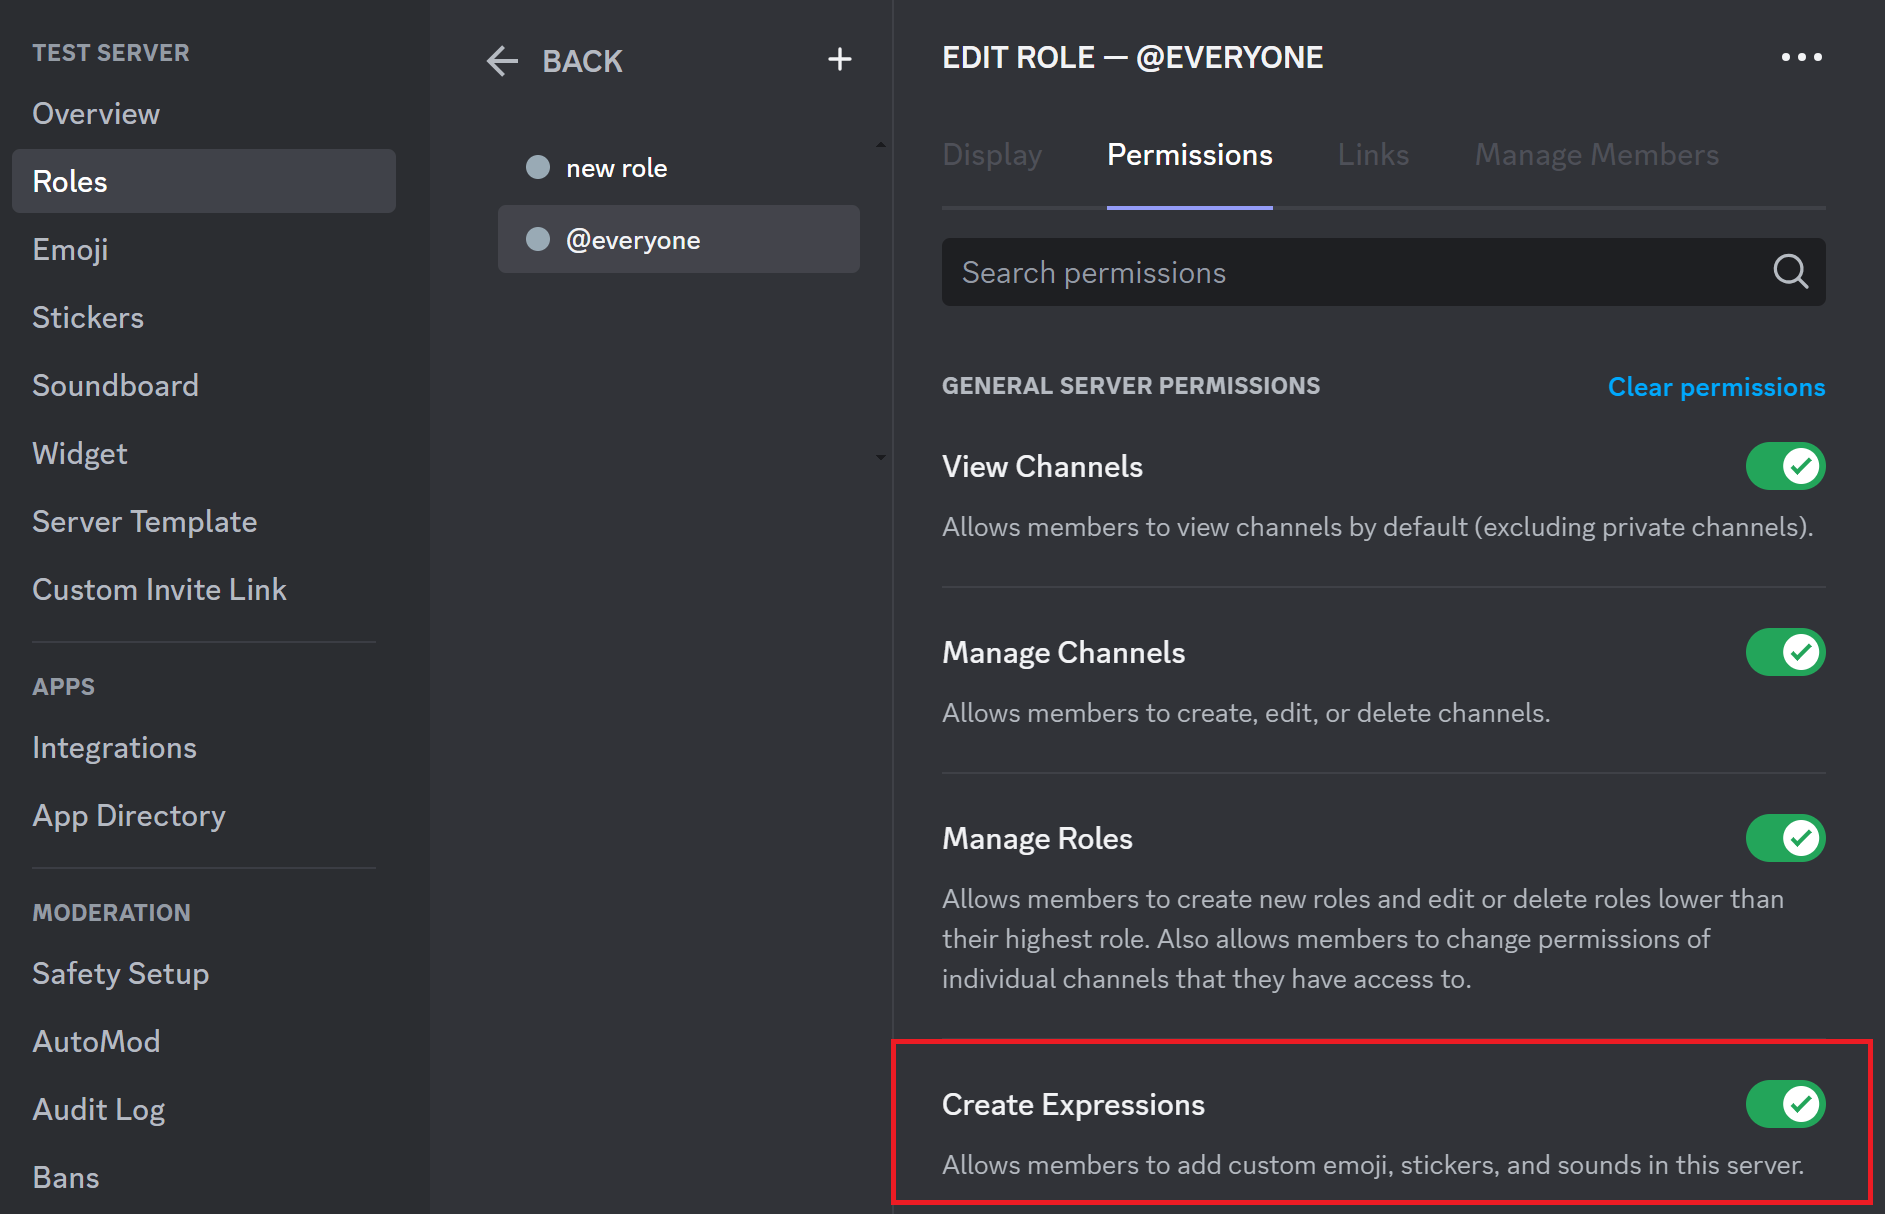 TEST SERVER
Overview
Roles
Emoji
Stickers
Soundboard
Widget
Server Template
Custom Invite Link
APPS
Integrations
App Directory
MODERATION
Safety Setup
AutoMod
Audit Log
Bans
BACK
new role
@everyone
EDIT ROLE — @EVERYONE
Display
Permissions
Links
Manage Members
Search permissions
GENERAL SERVER PERMISSIONS
Clear permissions
View Channels
Allows members to view channels by default (excluding private channels).
Manage Channels
Allows members to create, edit, or delete channels.
Manage Roles
Allows members to create new roles and edit or delete roles lower than
their highest role. Also allows members to change permissions of
individual channels that they have access to.
Create Expressions
Allows members to add custom emoji, stickers, and sounds in this server.